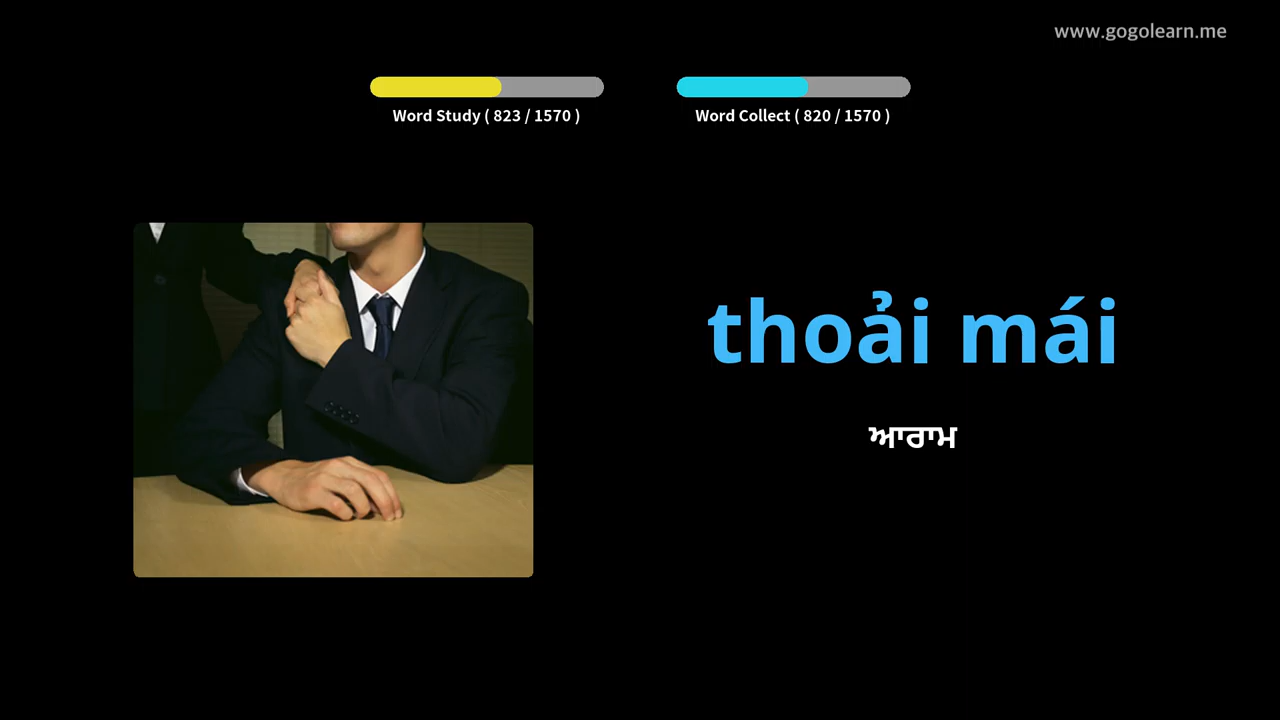 www.gogolearn.me
Word Study ( 823 / 1570 )
Word Collect ( 820 / 1570 )
thoải mái
ਆਰਾਮ